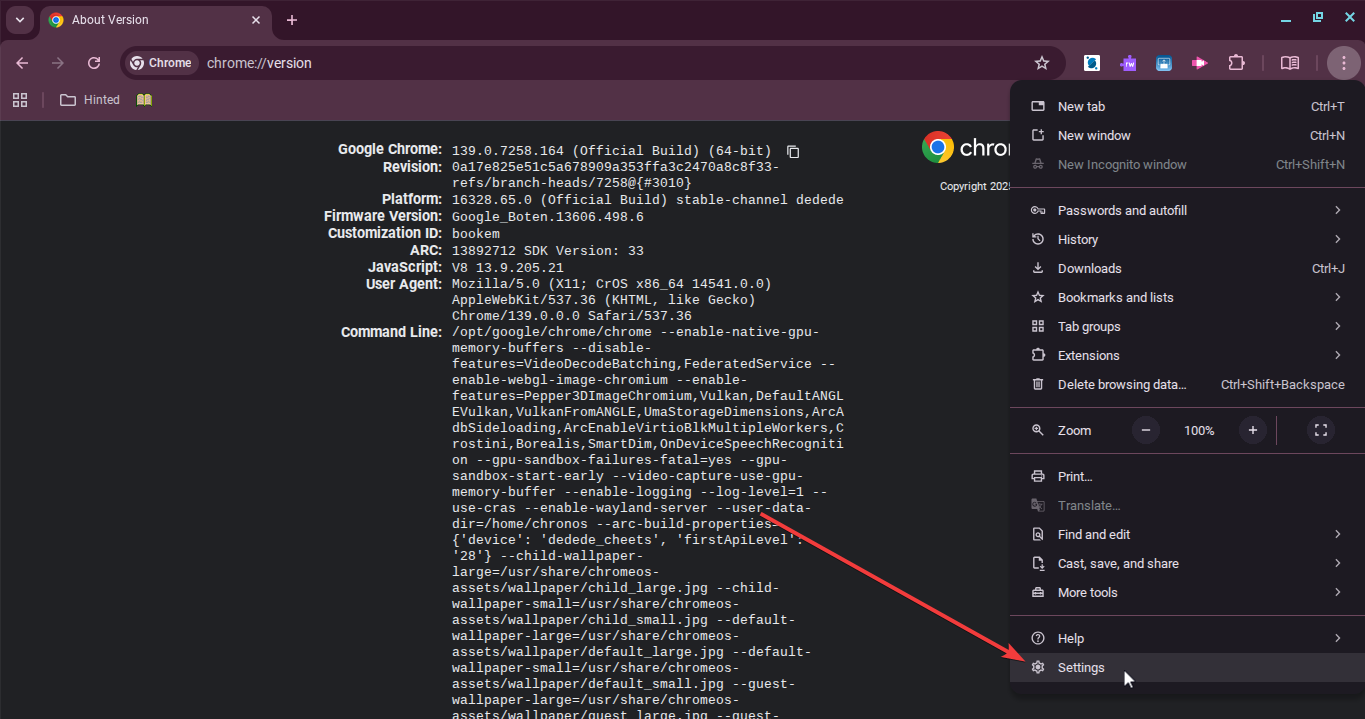 About Version
Chrome
chrome://version
Hinted
Google Chrome: 139.0.7258.164 (Official Build) (64-bit)
Revision: 0a17e825e51c5a678909a353ffa3c2470a8c8f33-
refs/branch-heads/7258@{#3010}
Platform: 16328.65.0 (Official Build) stable-channel dedede
Firmware Version: Google_Boten.13606.498.6
Customization ID: bookem
ARC: 13892712 SDK Version: 33
JavaScript: V8 13.9.205.21
User Agent: Mozilla/5.0 (X11; CrOS x86_64 14541.0.0)
AppleWebKit/537.36 (KHTML, like Gecko)
Chrome/139.0.0.0 Safari/537.36
Command Line: /opt/google/chrome/chrome --enable-native-gpu-
memory-buffers --disable-
features=VideoDecodeBatching,FederatedService --
enable-webgl-image-chromium --enable-
features=Pepper3DImageChromium,Vulkan,DefaultANGL
EVulkan,VulkanFromANGLE,UmaStorageDimensions,ArcA
dbSideloading,ArcEnableVirtioBlkMultipleWorkers,C
rostini,Borealis,SmartDim,OnDeviceSpeechRecogniti
on --gpu-sandbox-failures-fatal=yes --gpu-
sandbox-start-early --video-capture-use-gpu-
memory-buffer --enable-logging --log-level=1 --
use-cras --enable-wayland-server --user-data-
dir=/home/chronos --arc-build-properties=
{'device': 'dedede_cheets', 'firstApiLevel':
'28'} --child-wallpaper-
large=/usr/share/chromeos-
assets/wallpaper/child_large.jpg --child-
wallpaper-small=/usr/share/chromeos-
assets/wallpaper/child_small.jpg --default-
wallpaper-large=/usr/share/chromeos-
assets/wallpaper/default_large.jpg --default-
wallpaper-small=/usr/share/chromeos-
assets/wallpaper/default_small.jpg --guest-
wallpaper-large=/usr/share/chromeos-
assets/wallpaper/guest_large.jpg --guest-
chro
Copyright 2025
New tab Ctrl+T
New window Ctrl+N
New Incognito window Ctrl+Shift+N
Passwords and autofill
History
Downloads Ctrl+J
Bookmarks and lists
Tab groups
Extensions
Delete browsing data... Ctrl+Shift+Backspace
Zoom 100%
Print...
Translate...
Find and edit
Cast, save, and share
More tools
Help
Settings